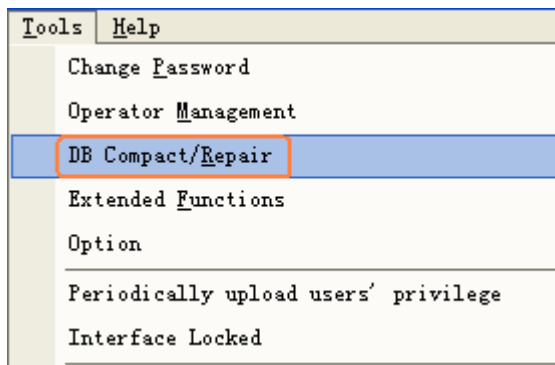 Tools Help
Change Password
Operator Management
DB Compact/Repair
Extended Functions
Option
Periodically upload users' privilege
Interface Locked